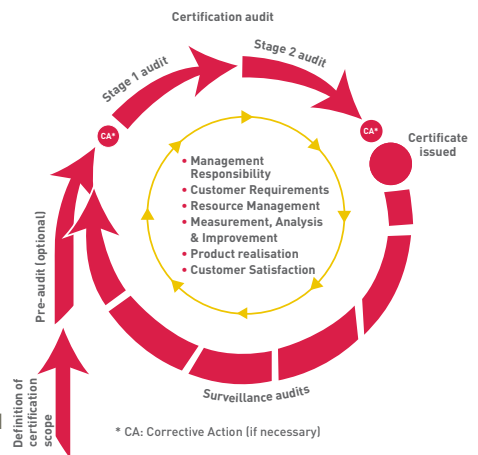 Certification audit
Stage 1 audit
Stage 2 audit
CA*
CA*
Certificate
issued
• Management
Responsibility
• Customer Requirements
• Resource Management
• Measurement, Analysis
& Improvement
• Product realisation
• Customer Satisfaction
Pre-audit (optional)
Definition of
certification
scope
Surveillance audits
* CA: Corrective Action (if necessary)